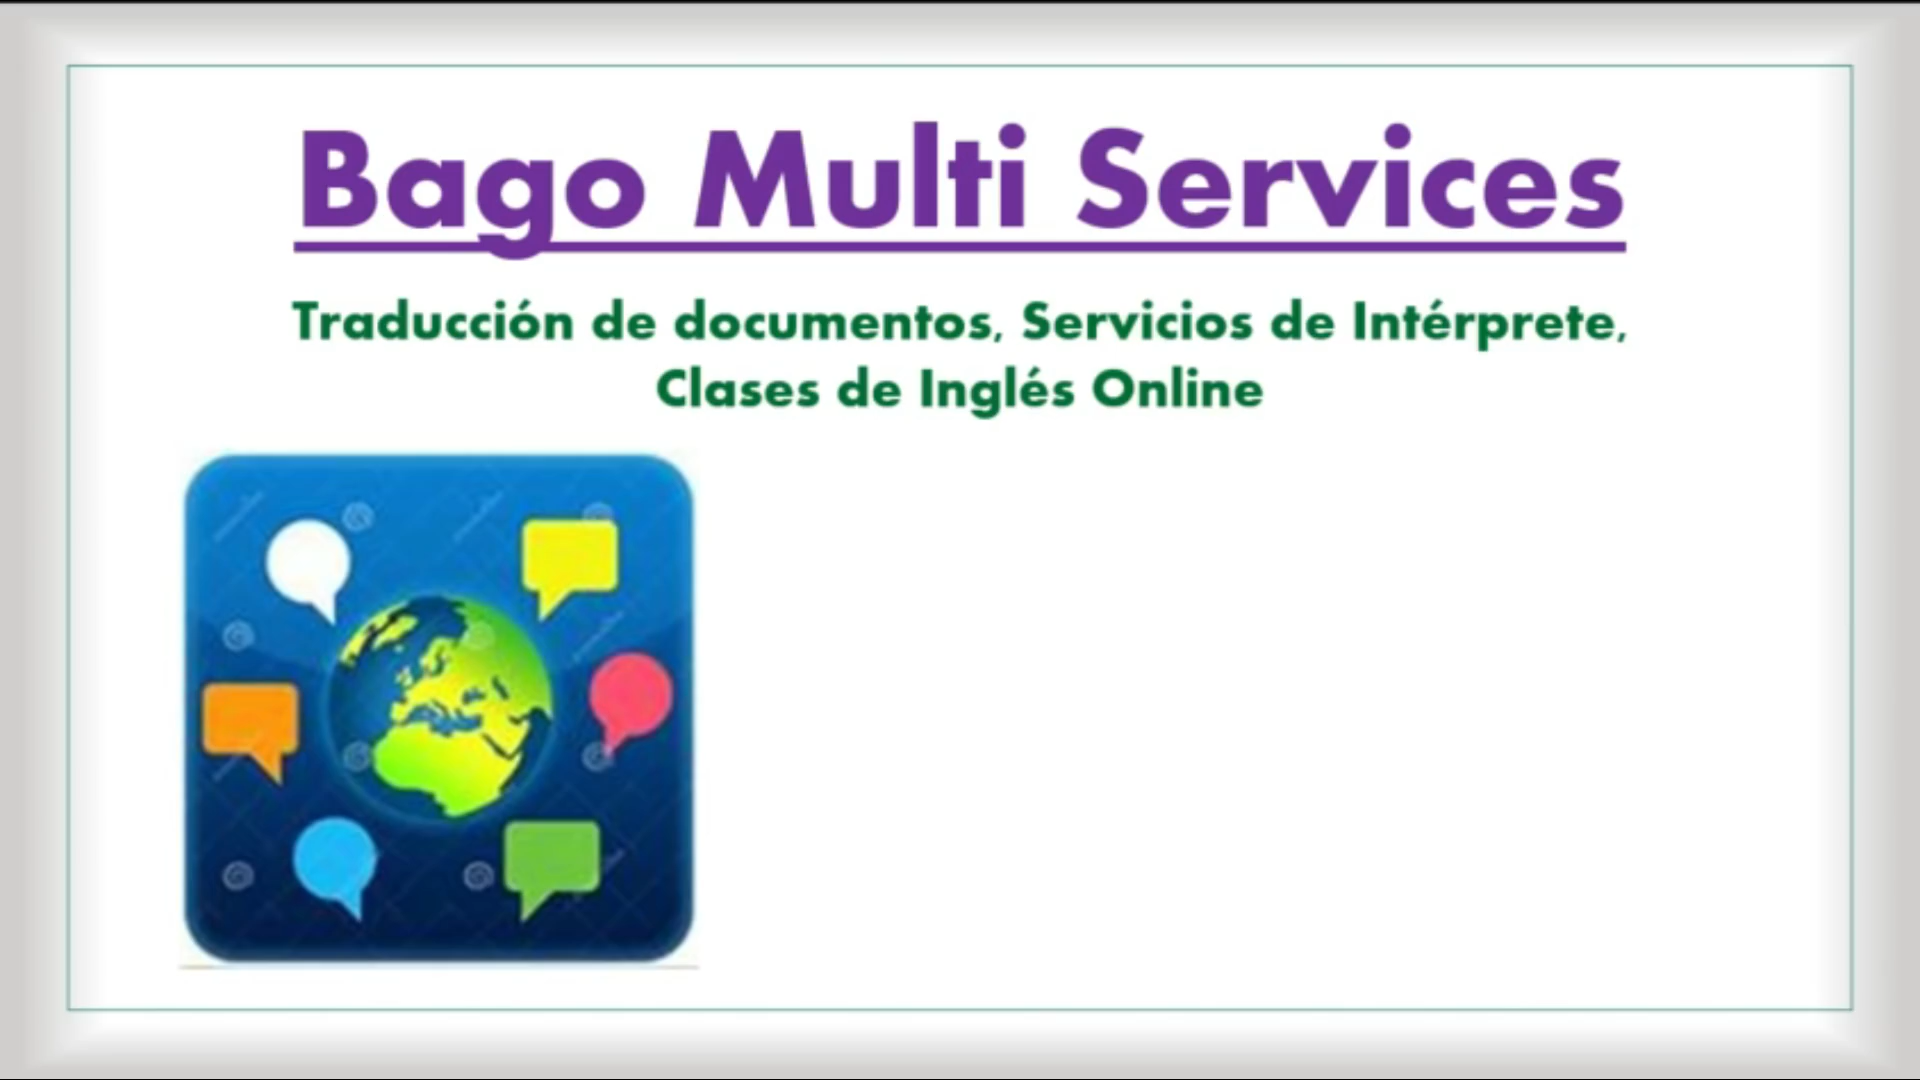 Bago Multi Services
Traducción de documentos, Servicios de Intérprete,
Clases de Inglés Online